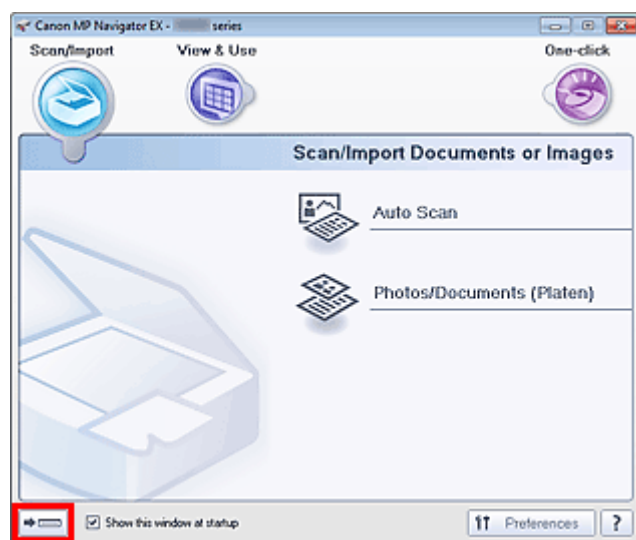 Canon MP Navigator EX - series
Scan/Import View & Use One-click
Scan/Import Documents or Images
Auto Scan
Photos/Documents (Platen)
Show this window at startup Preferences ?